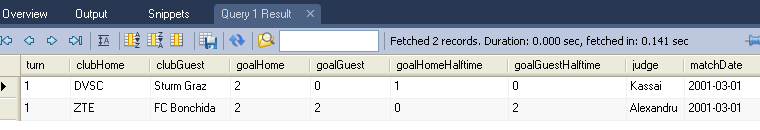 Overview Output Snippets Query 1 Result ×
Fetched 2 records. Duration: 0.000 sec, fetched in: 0.141 sec
turn clubHome clubGuest goalHome goalGuest goalHomeHalftime goalGuestHalftime judge matchDate
1 DVSC Sturm Graz 2 0 1 0 Kassai 2001-03-01
1 ZTE FC Bonchida 2 2 0 2 Alexandru 2001-03-01